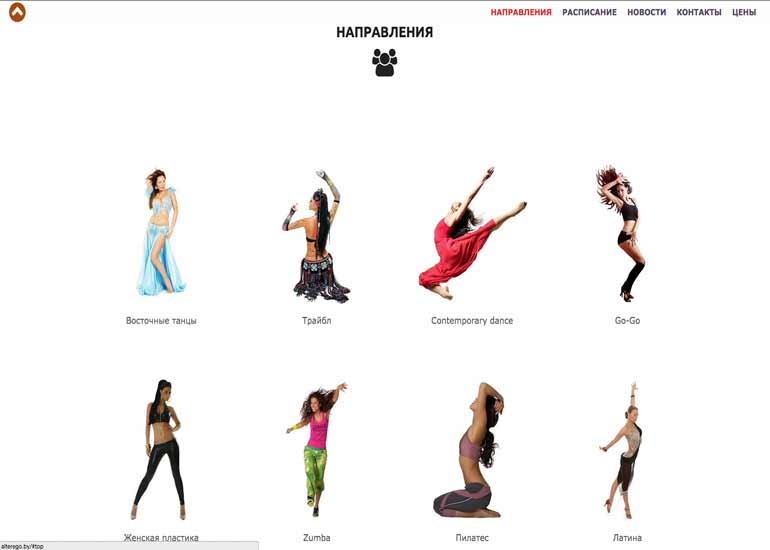 НАПРАВЛЕНИЯ РАСПИСАНИЕ НОВОСТИ КОНТАКТЫ ЦЕНЫ
НАПРАВЛЕНИЯ
Восточные танцы Трайбл Contemporary dance Go-Go
Женская пластика Zumba Пилатес Латина
alterego.by/#top